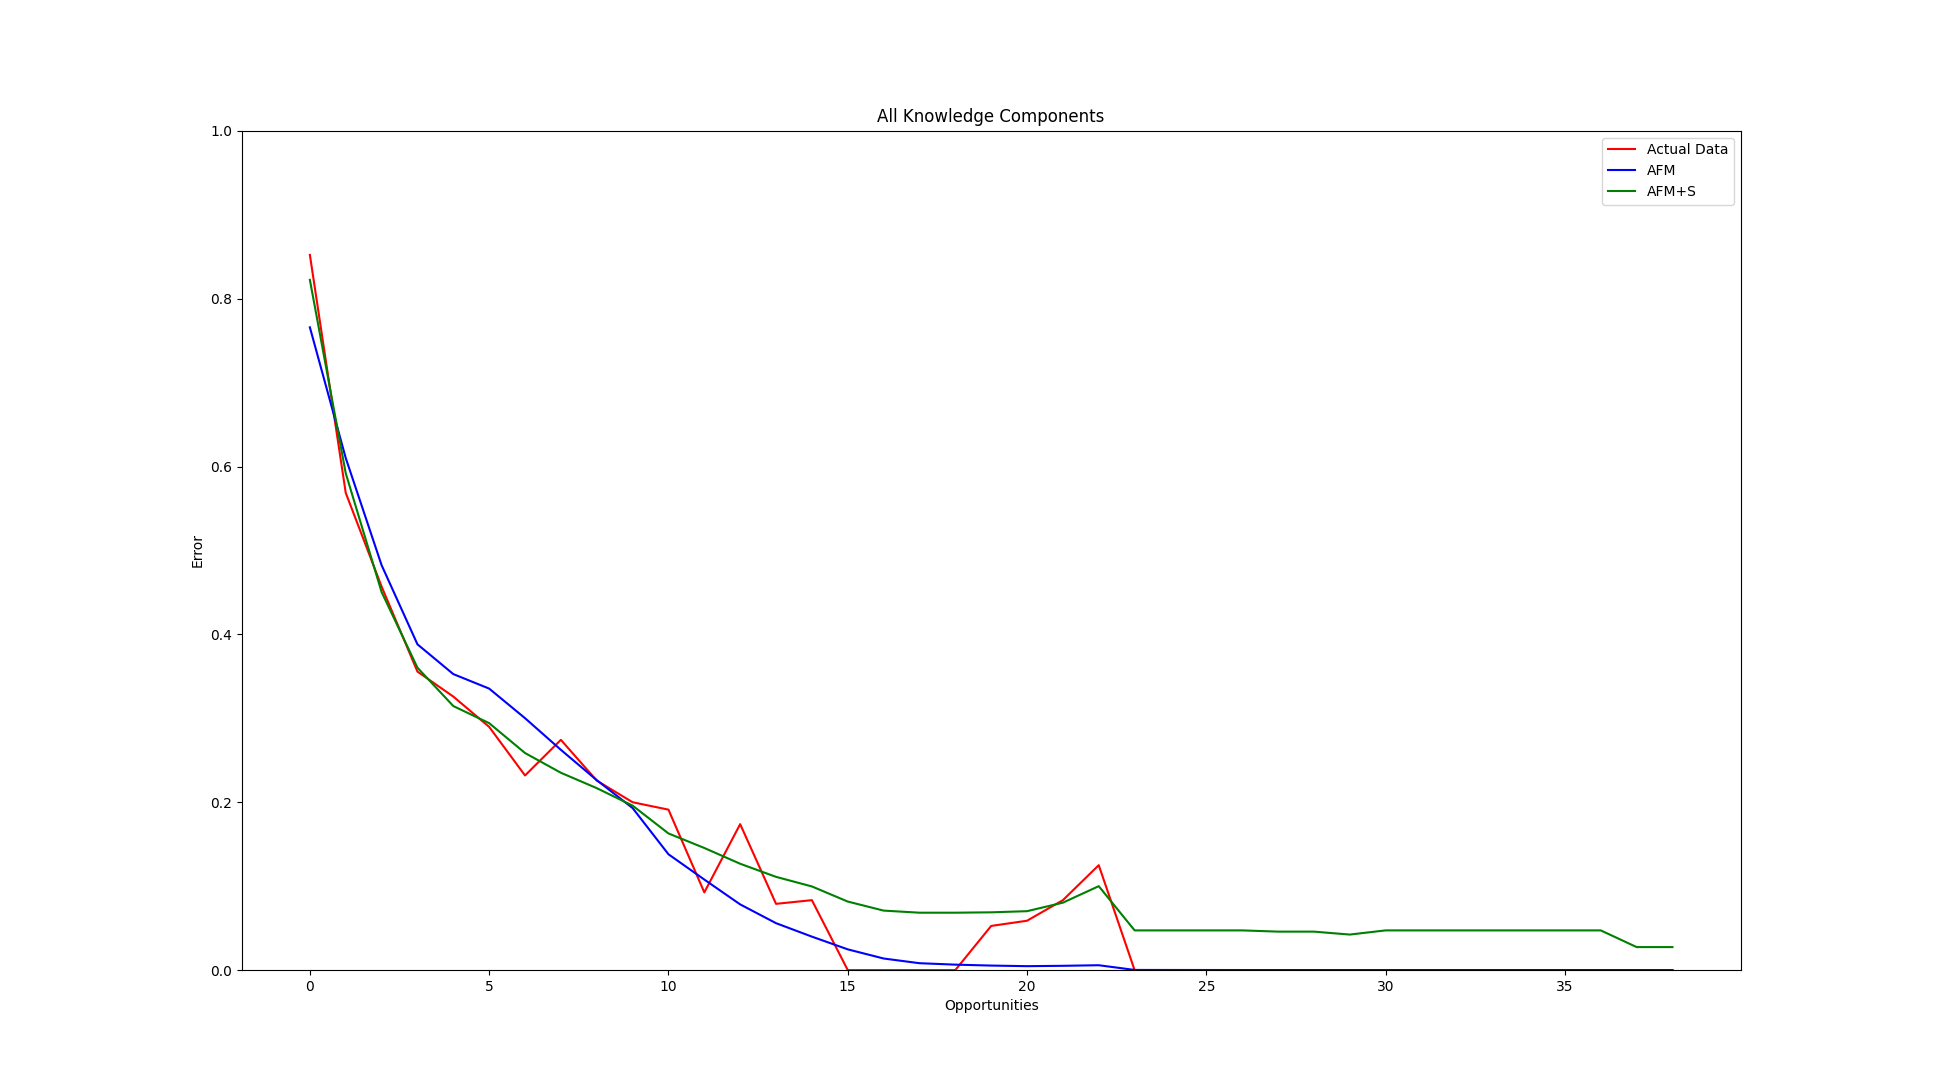 All Knowledge Components
1.0
0.8
0.6
0.4
0.2
0.0
Error
Actual Data
AFM
AFM+S
0 5 10 15 20 25 30 35
Opportunities